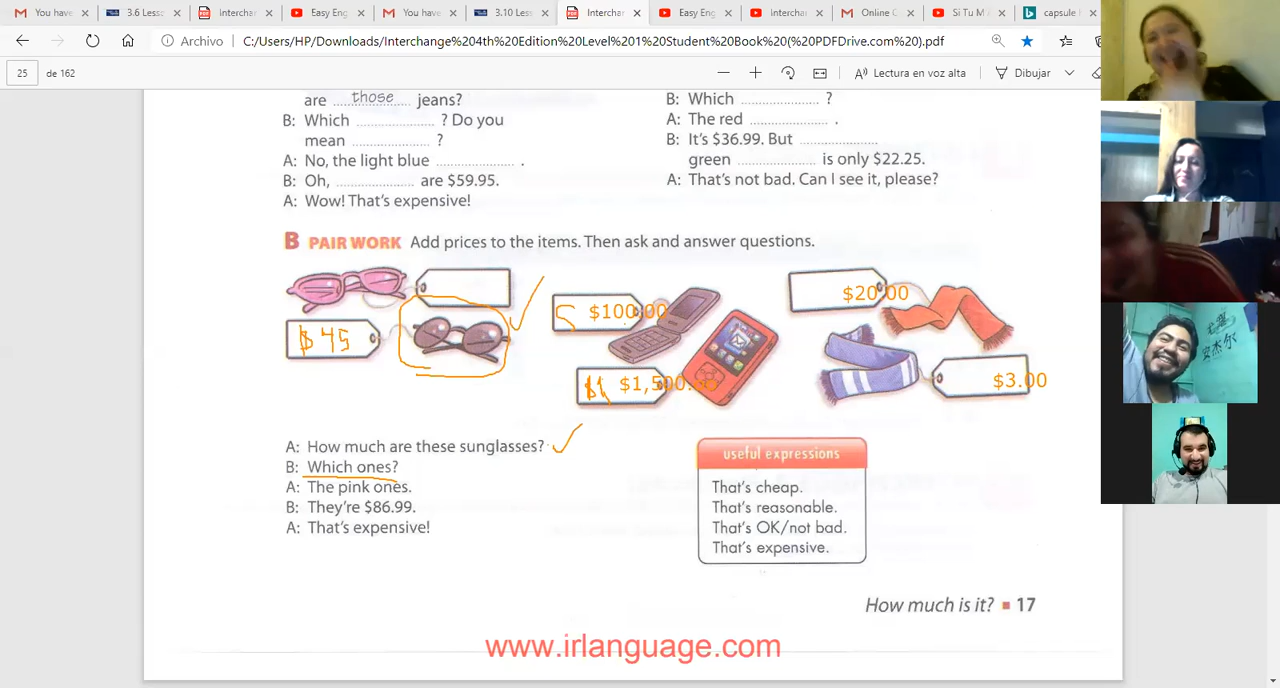 You have
3.6 Lesso
Interchan
Easy Eng
You have
3.10 Less
Interchan
Easy Eng
Interchan
Online C
Si Tu M
capsule
Archivo
C:/Users/HP/Downloads/Interchange%204th%20Edition%20Level%201%20Student%20Book%20(%20PDFDrive.com%20).pdf
25 de 162
Lectura en voz alta
Dibujar
are those jeans?
B: Which .................... ? Do you
mean .................... ?
A: No, the light blue .................... .
B: Oh, .................... are $59.95.
A: Wow! That's expensive!
B: Which .................... ?
A: The red .................... .
B: It's $36.99. But ....................
green .................... is only $22.25.
A: That's not bad. Can I see it, please?
B PAIR WORK Add prices to the items. Then ask and answer questions.
$45
$100.00
$1,500.00
$20.00
$3.00
A: How much are these sunglasses?
B: Which ones?
A: The pink ones.
B: They're $86.99.
A: That's expensive!
useful expressions
That's cheap.
That's reasonable.
That's OK/not bad.
That's expensive.
How much is it? ■ 17
www.irlanguage.com